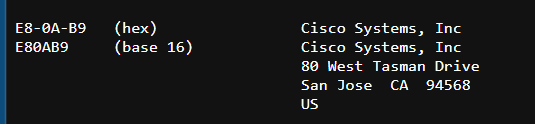 E8-0A-B9 (hex) Cisco Systems, Inc
E80AB9 (base 16) Cisco Systems, Inc
80 West Tasman Drive
San Jose CA 94568
US